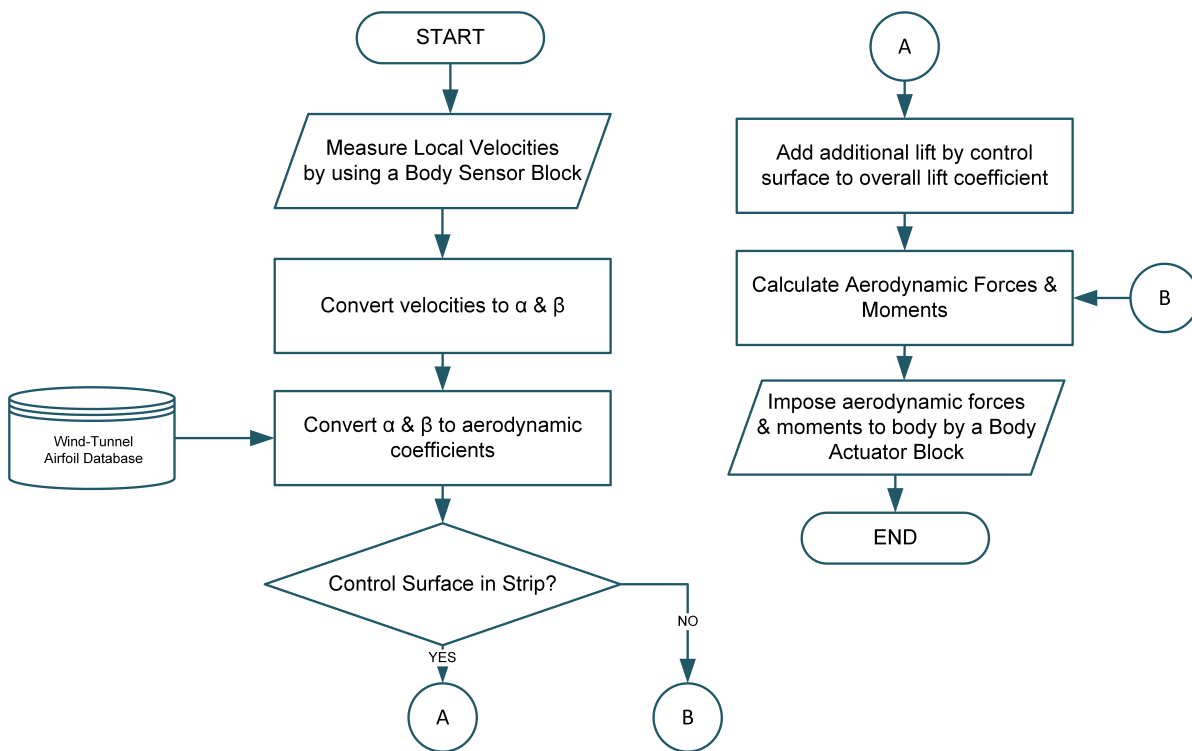 START
Measure Local Velocities
by using a Body Sensor Block
Convert velocities to α & β
Wind-Tunnel
Airfoil Database
Convert α & β to aerodynamic
coefficients
Control Surface in Strip?
NO
YES
A
B
A
Add additional lift by control
surface to overall lift coefficient
Calculate Aerodynamic Forces &
Moments
B
Impose aerodynamic forces
& moments to body by a Body
Actuator Block
END